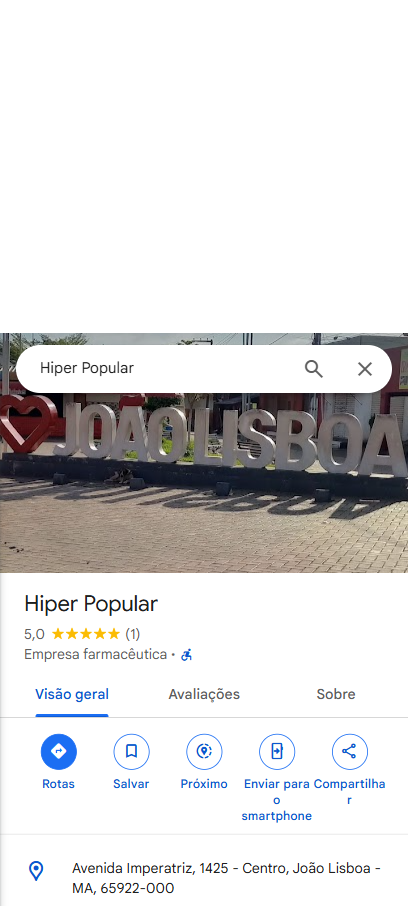 Hiper Popular
JOÃO LISBOA
Hiper Popular
5,0 ★★★★★ (1)
Empresa farmacêutica ·
Visão geral Avaliações Sobre
Rotas Salvar Próximo Enviar para o smartphone Compartilhar
Avenida Imperatriz, 1425 - Centro, João Lisboa -
MA, 65922-000